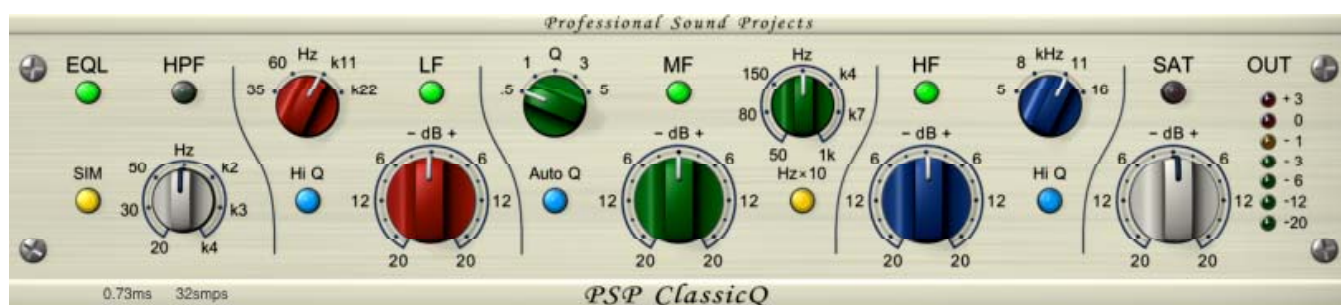 Professional Sound Projects
EQL HPF
SIM
Hz
50 k2
30 k3
20 k4
Hz
60 k11
35 k22
Hi Q
LF
- dB +
6 6
12 12
20 20
Q
1 3
.5 5
Auto Q
MF
- dB +
6 6
12 12
20 20
Hz
150 k4
80 k7
50 1k
Hz×10
HF
- dB +
6 6
12 12
20 20
kHz
8 11
5 16
Hi Q
SAT
- dB +
6 6
12 12
20 20
OUT
+3
0
-1
-3
-6
-12
-20
0.73ms 32smps
PSP ClassicQ